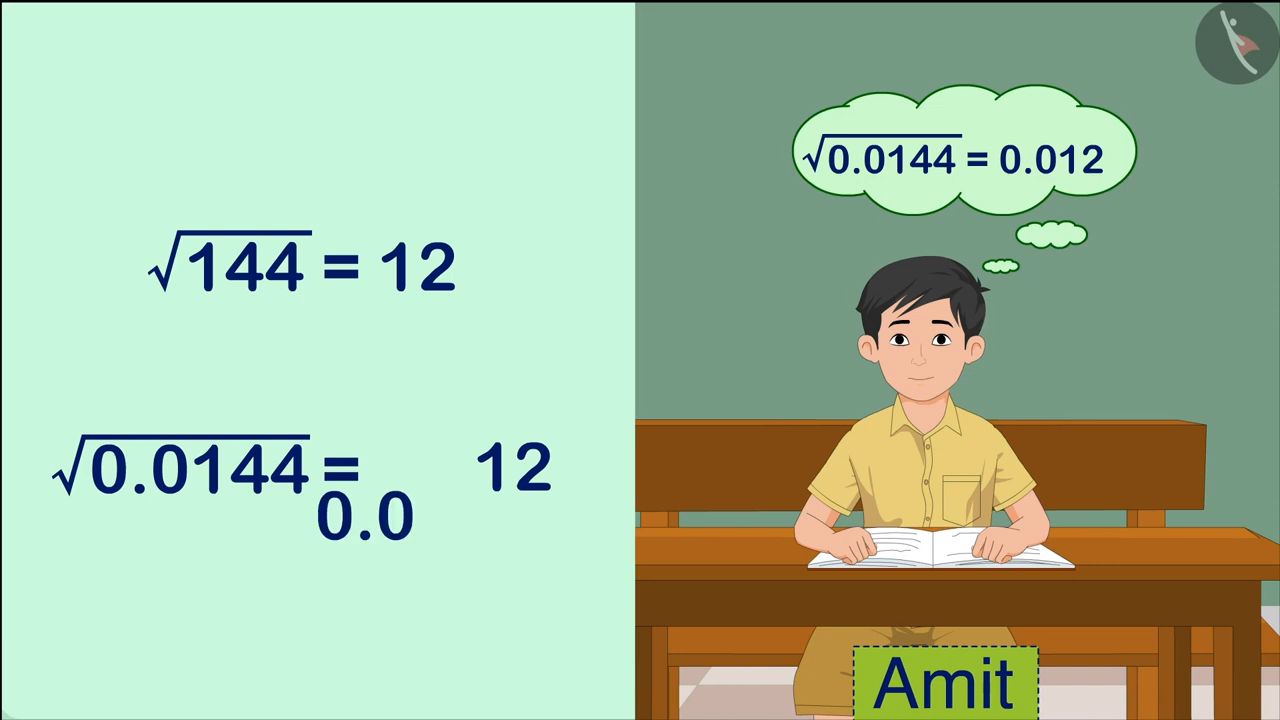 √144 = 12
√0.0144 = 12
0.0
√0.0144 = 0.012
Amit